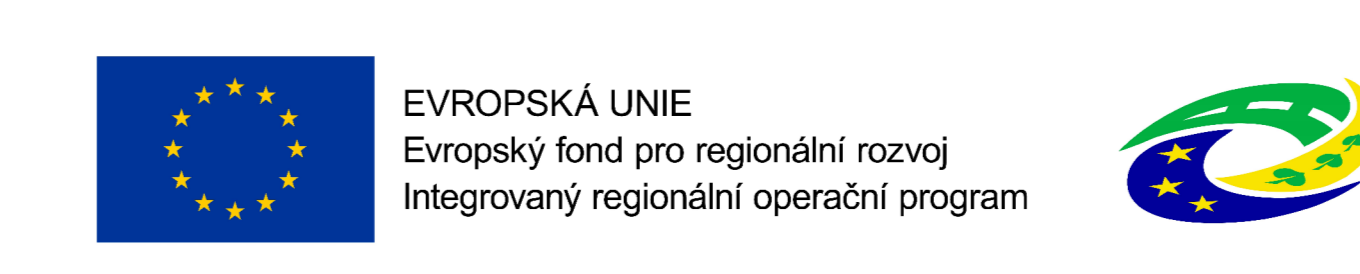 EVROPSKÁ UNIE
Evropský fond pro regionální rozvoj
Integrovaný regionální operační program